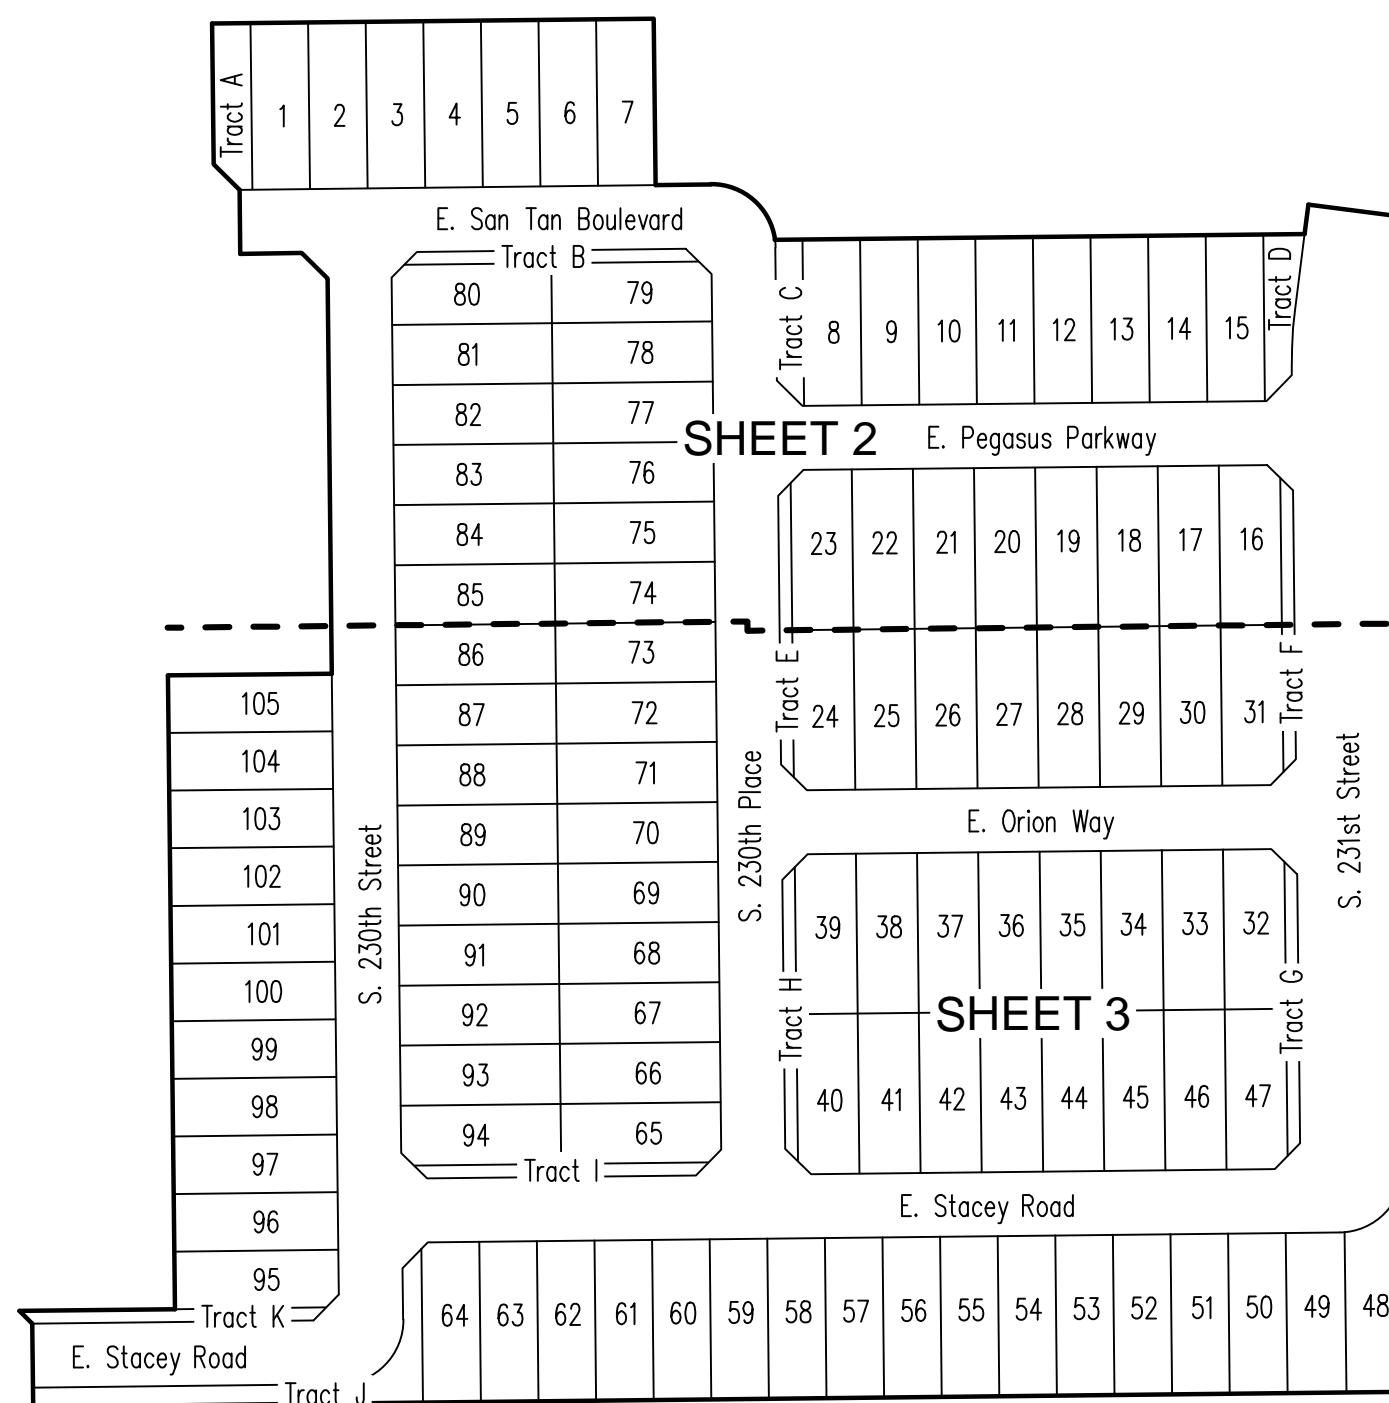 Tract A
1 2 3 4 5 6 7
E. San Tan Boulevard
Tract B
80 79
81 78
82 77
83 76
84 75
85 74
86 73
87 72
88 71
89 70
90 69
91 68
92 67
93 66
94 65
Tract I
Tract C
8 9 10 11 12 13 14 15
Tract D
SHEET 2
E. Pegasus Parkway
23 22 21 20 19 18 17 16
Tract E
24 25 26 27 28 29 30 31
Tract F
S. 230th Place
S. 231st Street
E. Orion Way
39 38 37 36 35 34 33 32
Tract H
SHEET 3
Tract G
40 41 42 43 44 45 46 47
E. Stacey Road
105
104
103
102
101
100
99
98
97
96
95
S. 230th Street
Tract K
64 63 62 61 60 59 58 57 56 55 54 53 52 51 50 49 48
E. Stacey Road
Tract J